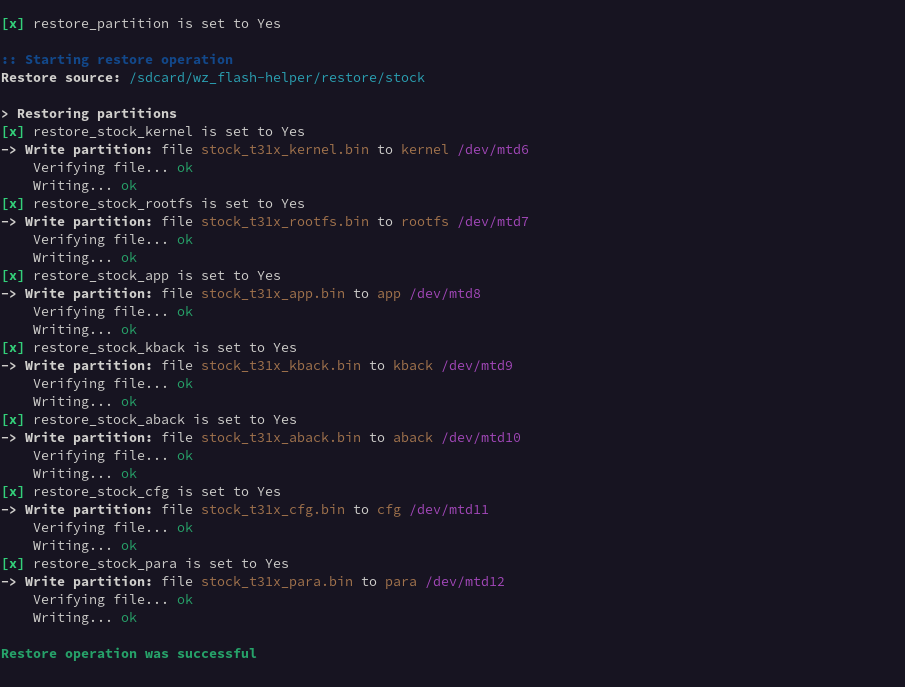 [x] restore_partition is set to Yes
:: Starting restore operation
Restore source: /sdcard/wz_flash-helper/restore/stock
> Restoring partitions
[x] restore_stock_kernel is set to Yes
-> Write partition: file stock_t31x_kernel.bin to kernel /dev/mtd6
Verifying file... ok
Writing... ok
[x] restore_stock_rootfs is set to Yes
-> Write partition: file stock_t31x_rootfs.bin to rootfs /dev/mtd7
Verifying file... ok
Writing... ok
[x] restore_stock_app is set to Yes
-> Write partition: file stock_t31x_app.bin to app /dev/mtd8
Verifying file... ok
Writing... ok
[x] restore_stock_kback is set to Yes
-> Write partition: file stock_t31x_kback.bin to kback /dev/mtd9
Verifying file... ok
Writing... ok
[x] restore_stock_aback is set to Yes
-> Write partition: file stock_t31x_aback.bin to aback /dev/mtd10
Verifying file... ok
Writing... ok
[x] restore_stock_cfg is set to Yes
-> Write partition: file stock_t31x_cfg.bin to cfg /dev/mtd11
Verifying file... ok
Writing... ok
[x] restore_stock_para is set to Yes
-> Write partition: file stock_t31x_para.bin to para /dev/mtd12
Verifying file... ok
Writing... ok
Restore operation was successful